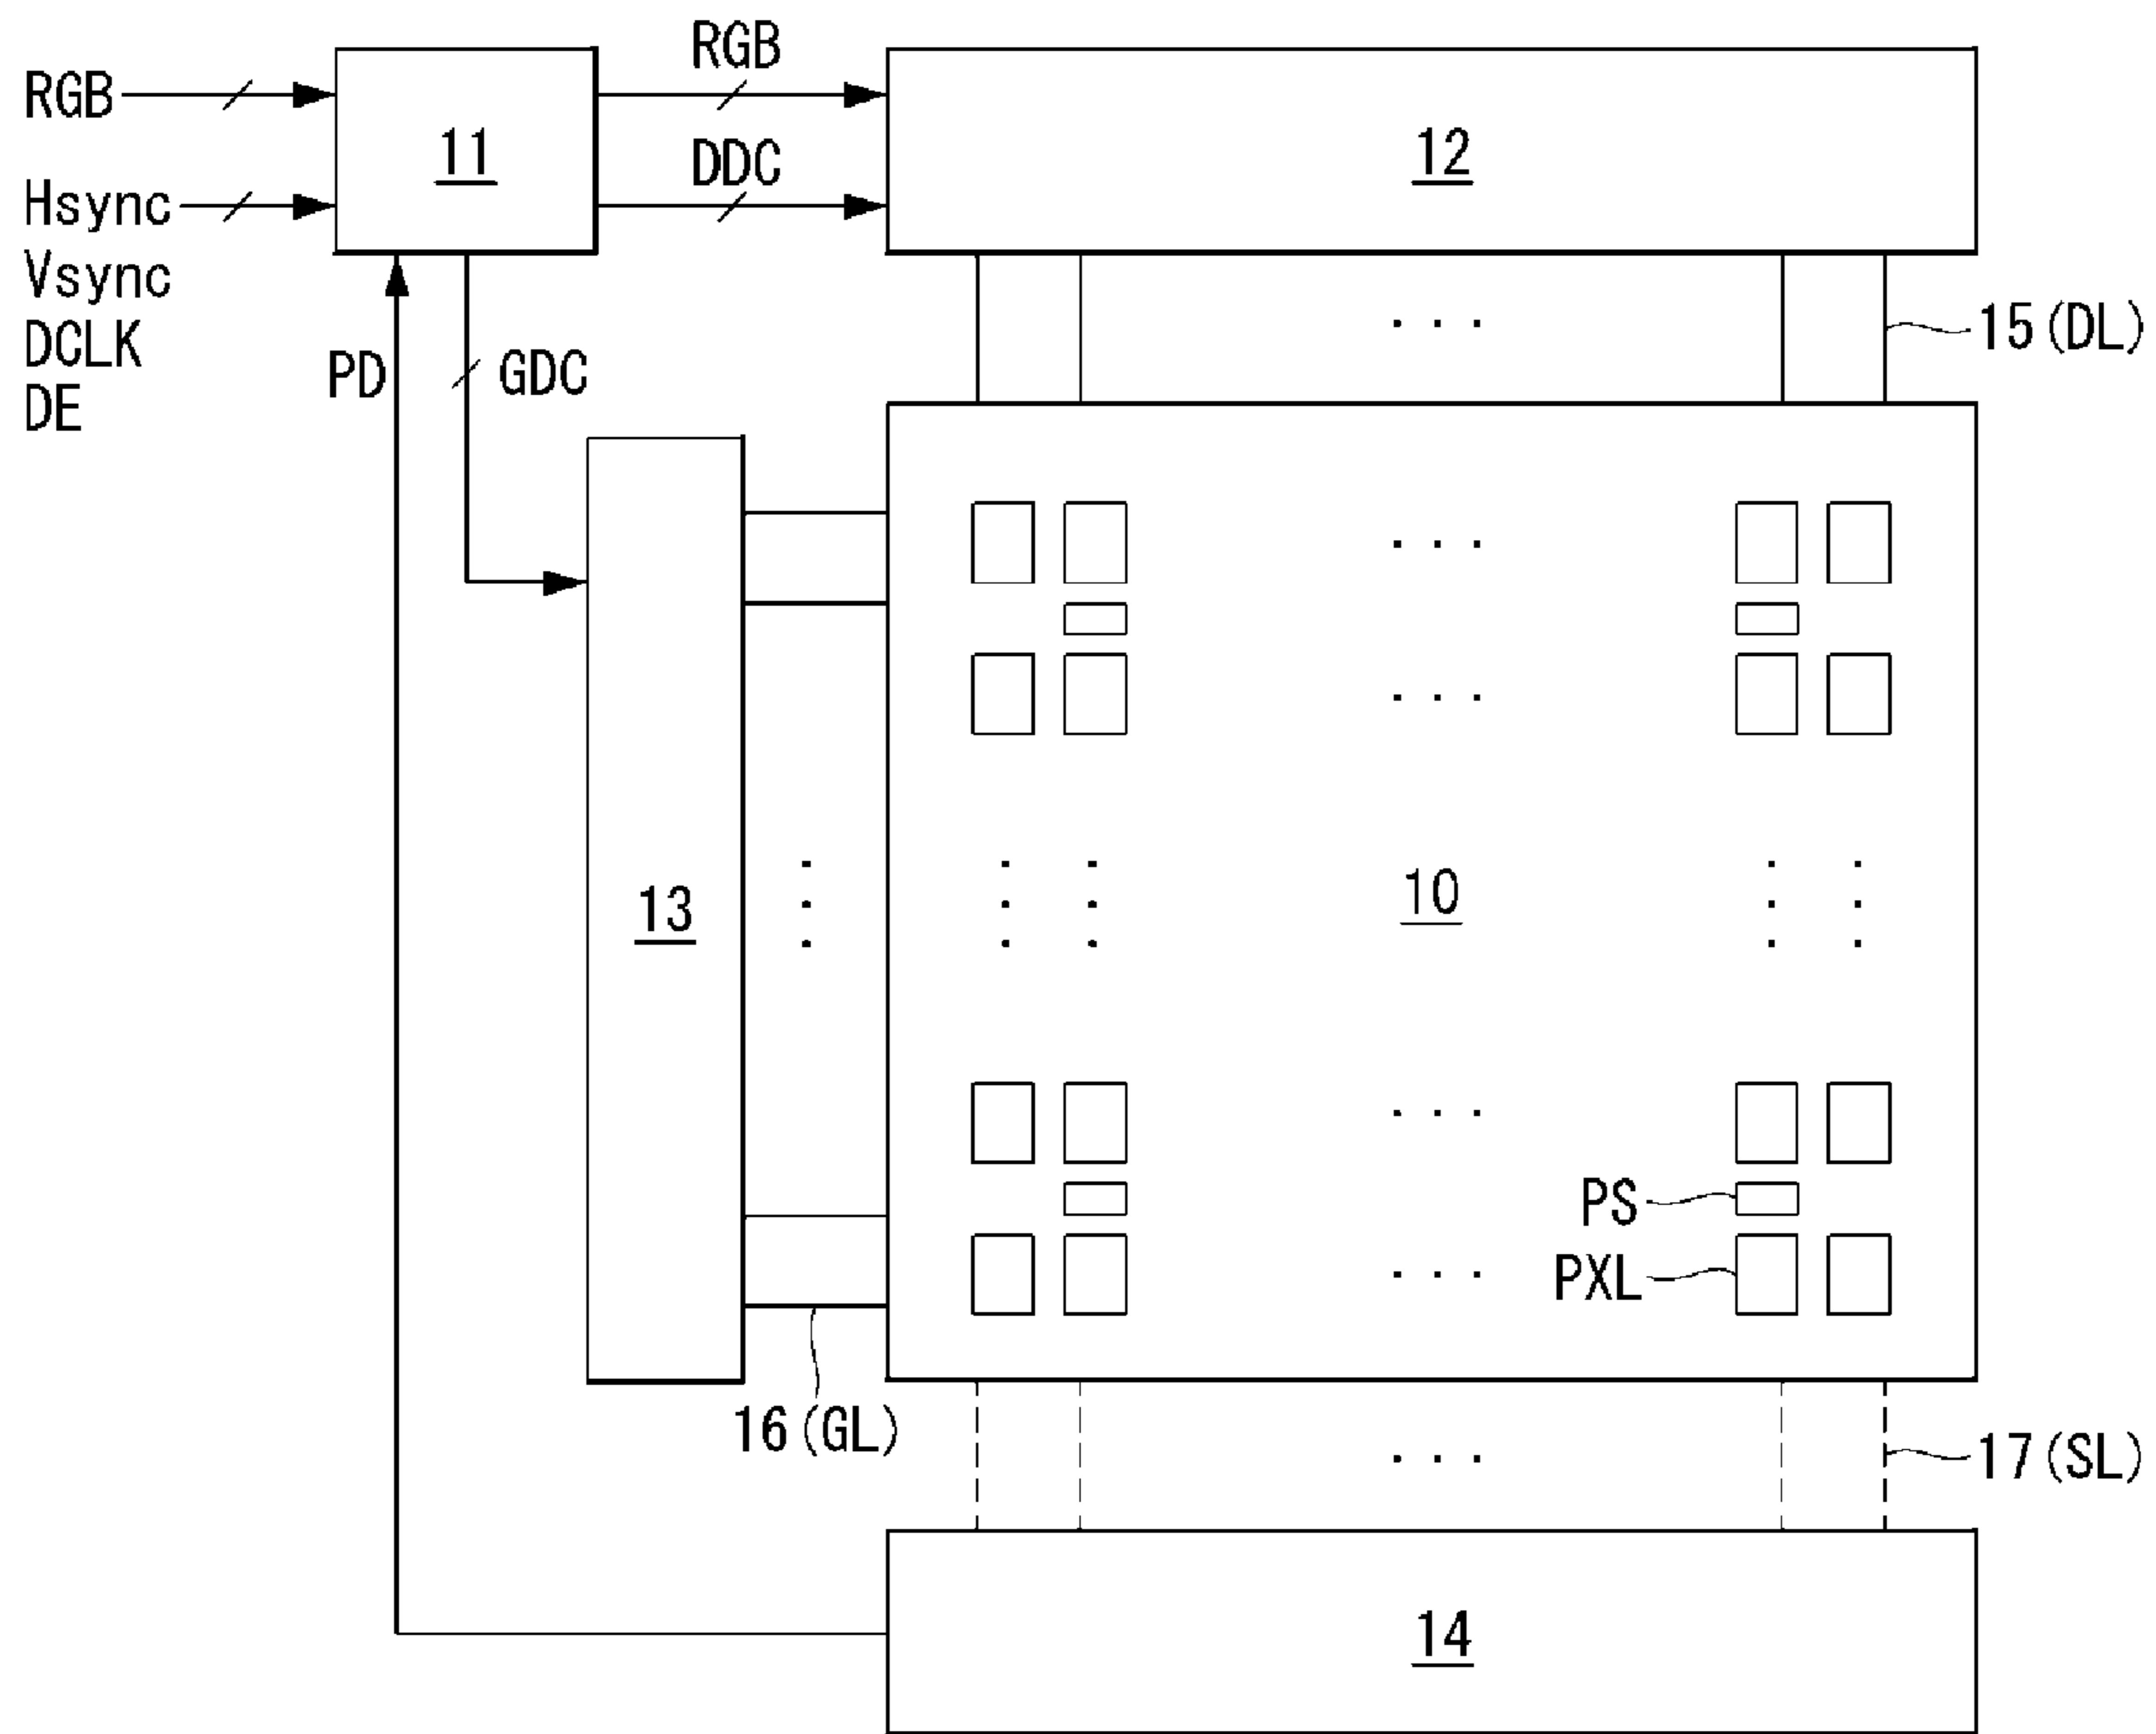 RGB
RGB
11
DDC
12
Hsync
Vsync
DCLK
DE
PD
GDC
15(DL)
13
10
PS
PXL
16(GL)
17(SL)
14